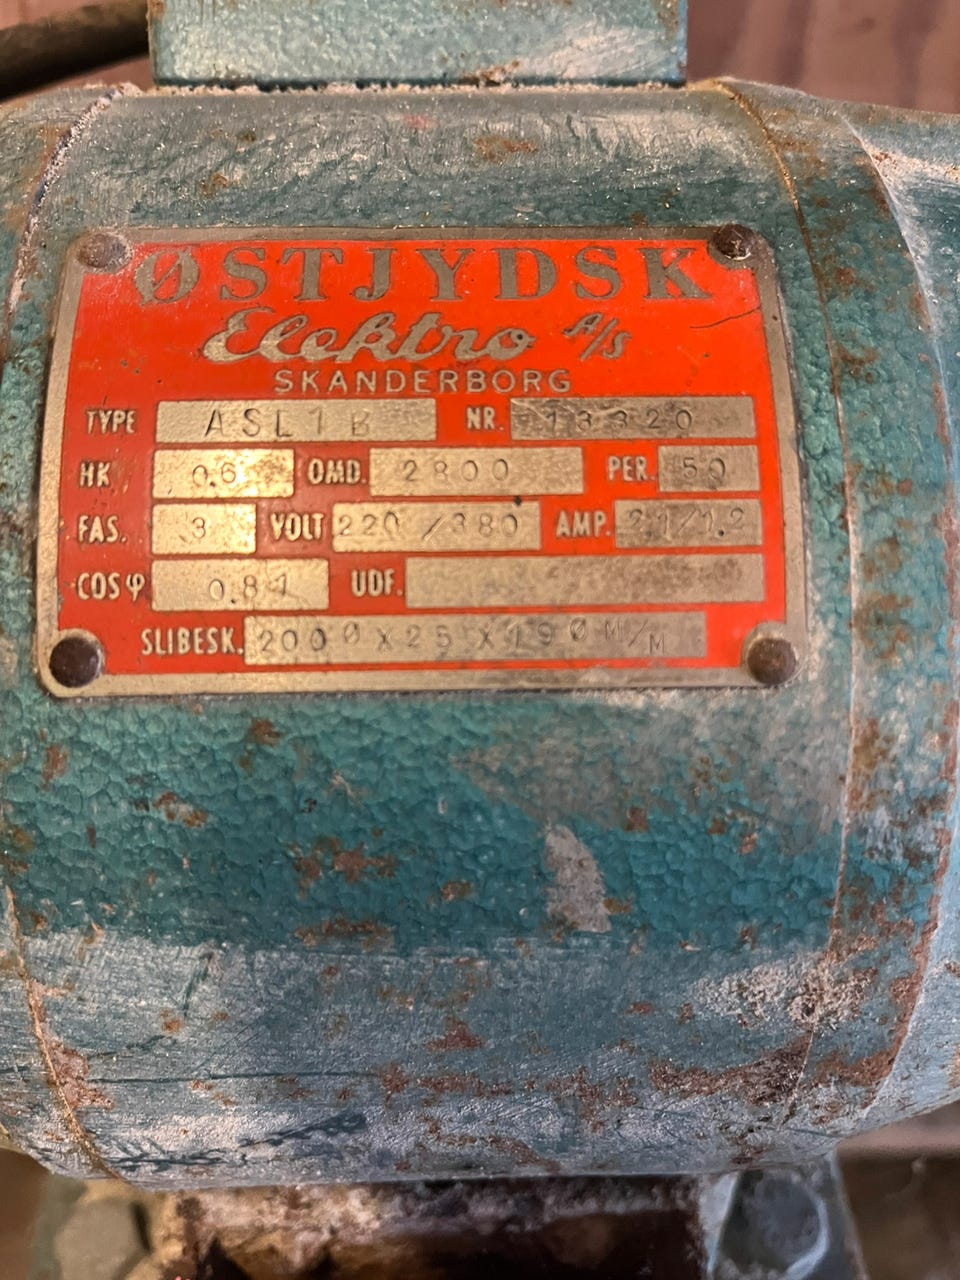 ØSTJYDSK
Elektro A/S
SKANDERBORG
TYPE ASL1B NR. 13320
HK 0.6 OMD. 2800 PER. 50
FAS. 3 VOLT 220/380 AMP. 2.1/1.2
COS φ 0.81 UDF.
SLIBESK. 200 Ø X 25 X 19 Ø M/M